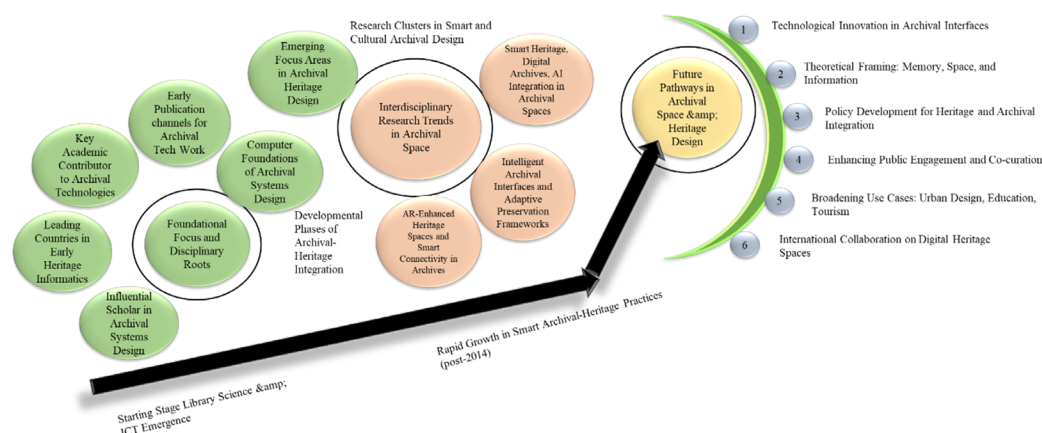 Research Clusters in Smart and
Cultural Archival Design
Emerging
Focus Areas
in Archival
Heritage
Design
Early
Publication
channels for
Archival
Tech Work
Key
Academic
Contributor
to Archival
Technologies
Computer
Foundations
of Archival
Systems
Design
Leading
Countries in
Early
Heritage
Informatics
Foundational
Focus and
Disciplinary
Roots
Influential
Scholar in
Archival
Systems
Design
Developmental
Phases of
Archival-
Heritage
Integration
Interdisciplinary
Research Trends
in Archival
Space
Smart Heritage,
Digital
Archives, AI
Integration in
Archival
Spaces
Intelligent
Archival
Interfaces and
Adaptive
Preservation
Frameworks
AR-Enhanced
Heritage
Spaces and
Smart
Connectivity in
Archives
Future
Pathways in
Archival
Space &amp;
Heritage
Design
1
Technological Innovation in Archival Interfaces
2
Theoretical Framing: Memory, Space, and
Information
3
Policy Development for Heritage and Archival
Integration
4
Enhancing Public Engagement and Co-curation
5
Broadening Use Cases: Urban Design, Education,
Tourism
6
International Collaboration on Digital Heritage
Spaces
Starting Stage Library Science &amp;
ICT Emergence
Rapid Growth in Smart Archival-Heritage Practices
(post-2014)